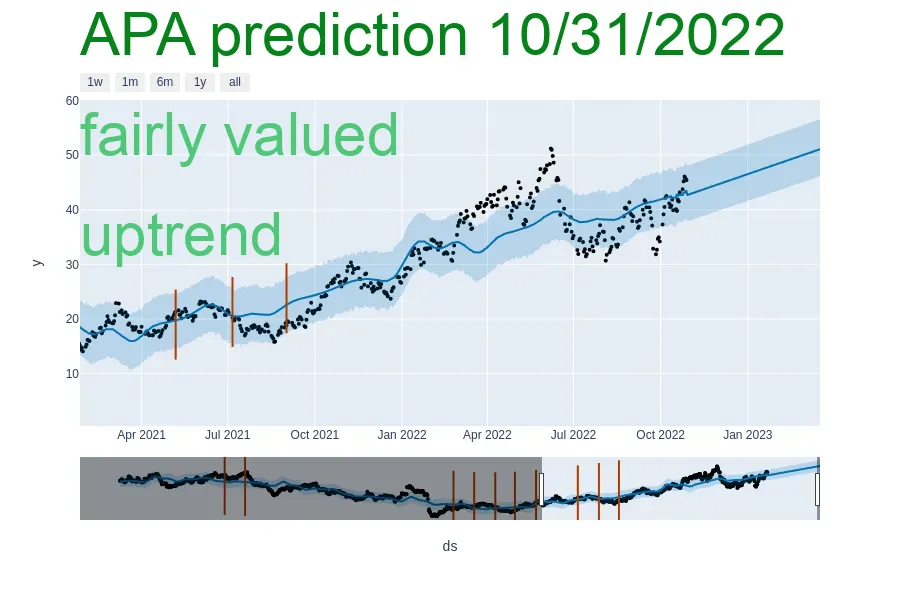 APA prediction 10/31/2022
1w 1m 6m 1y all
60
fairly valued
50
40
uptrend
30
y
20
10
Apr 2021 Jul 2021 Oct 2021 Jan 2022 Apr 2022 Jul 2022 Oct 2022 Jan 2023
ds